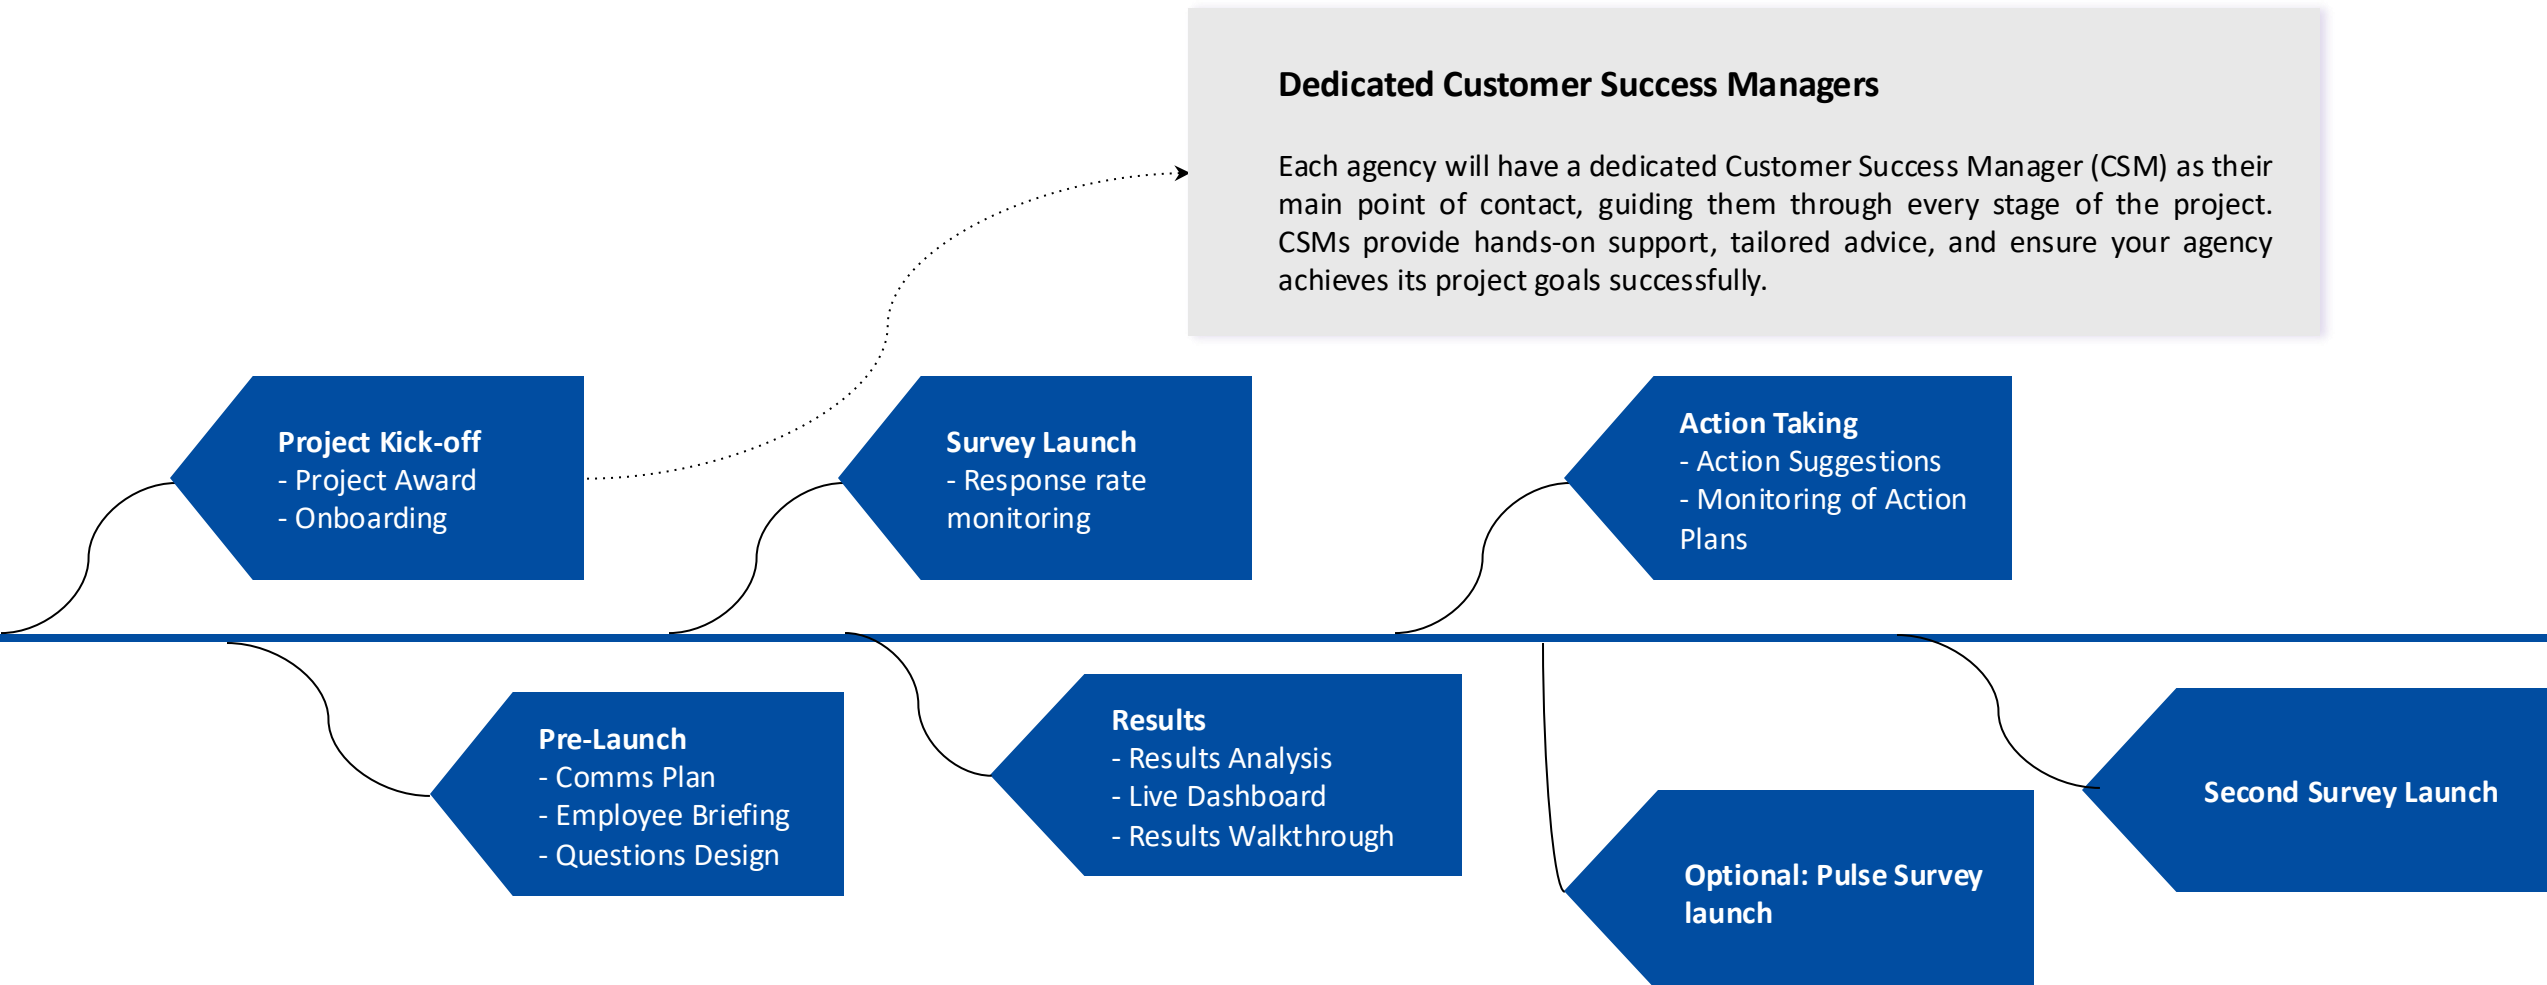 Dedicated Customer Success Managers
Each agency will have a dedicated Customer Success Manager (CSM) as their
main point of contact, guiding them through every stage of the project.
CSMs provide hands-on support, tailored advice, and ensure your agency
achieves its project goals successfully.
Project Kick-off
- Project Award
- Onboarding
Survey Launch
- Response rate
monitoring
Action Taking
- Action Suggestions
- Monitoring of Action
Plans
Pre-Launch
- Comms Plan
- Employee Briefing
- Questions Design
Results
- Results Analysis
- Live Dashboard
- Results Walkthrough
Optional: Pulse Survey
launch
Second Survey Launch